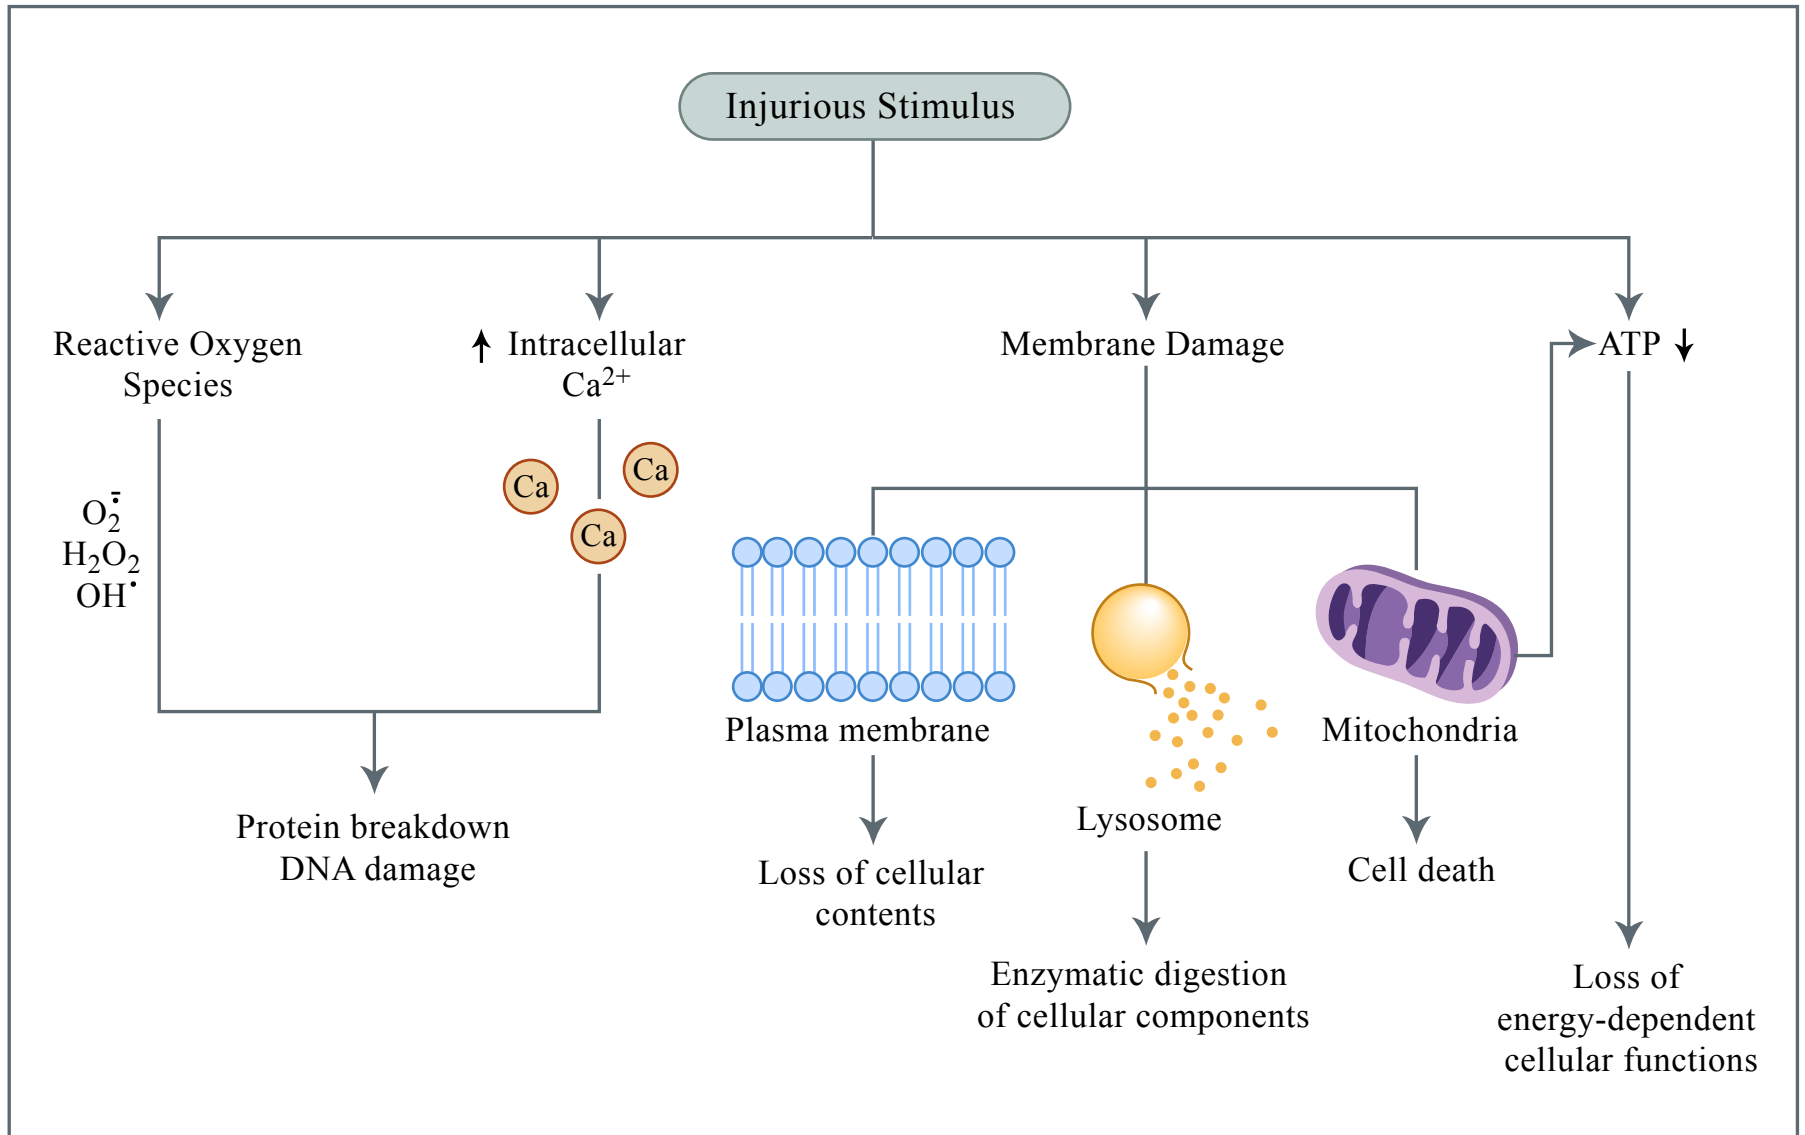 Injurious Stimulus
Reactive Oxygen
Species
↑ Intracellular
Ca²⁺
Membrane Damage
ATP ↓
Ca
Ca
Ca
O₂•̄
H₂O₂
OH•
Plasma membrane
Lysosome
Mitochondria
Protein breakdown
DNA damage
Loss of cellular
contents
Enzymatic digestion
of cellular components
Cell death
Loss of
energy-dependent
cellular functions